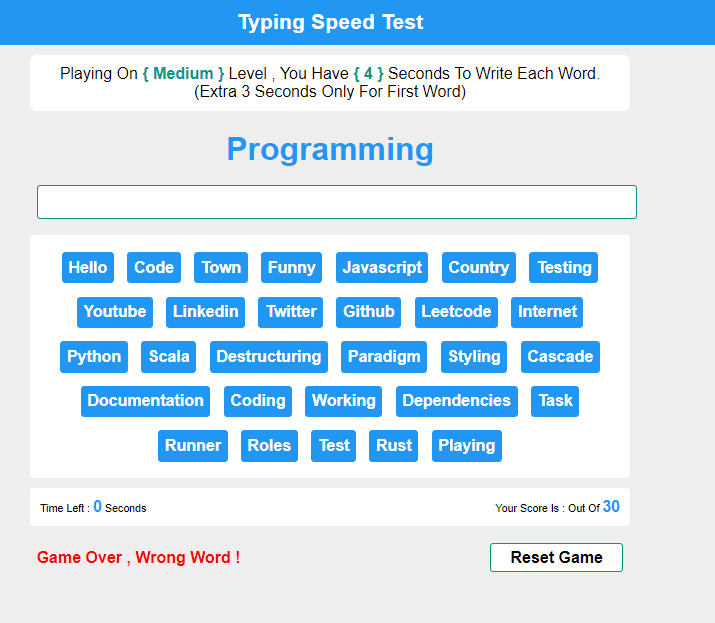 Typing Speed Test
Playing On { Medium } Level , You Have { 4 } Seconds To Write Each Word.
(Extra 3 Seconds Only For First Word)
Programming
Hello Code Town Funny Javascript Country Testing
Youtube Linkedin Twitter Github Leetcode Internet
Python Scala Destructuring Paradigm Styling Cascade
Documentation Coding Working Dependencies Task
Runner Roles Test Rust Playing
Time Left : 0 Seconds Your Score Is : Out Of 30
Game Over , Wrong Word ! Reset Game